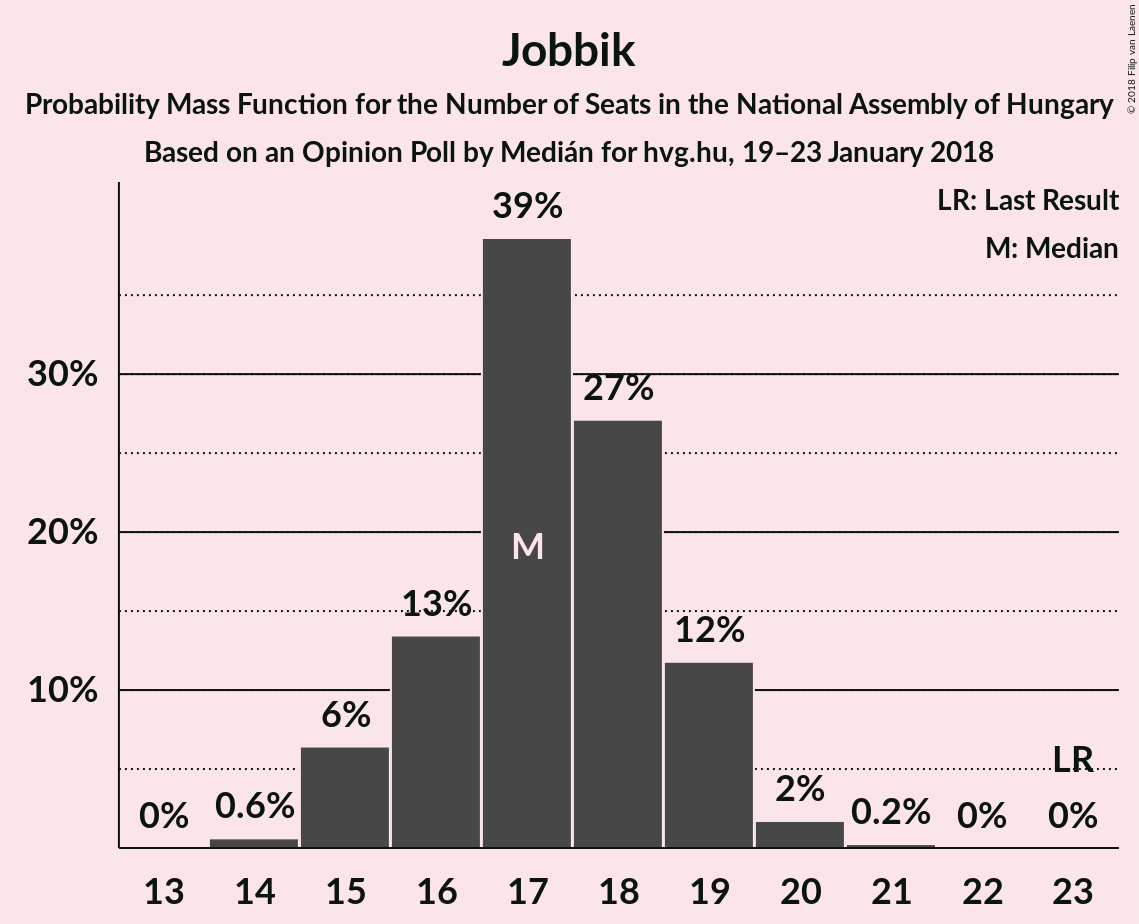 Jobbik
Probability Mass Function for the Number of Seats in the National Assembly of Hungary
Based on an Opinion Poll by Medián for hvg.hu, 19–23 January 2018
© 2018 Filip van Laenen
LR: Last Result
M: Median
39%
30%
27%
20%
M
13%
12%
10%
6%
LR
2%
0%
0.6%
0.2%
0%
0%
13 14 15 16 17 18 19 20 21 22 23